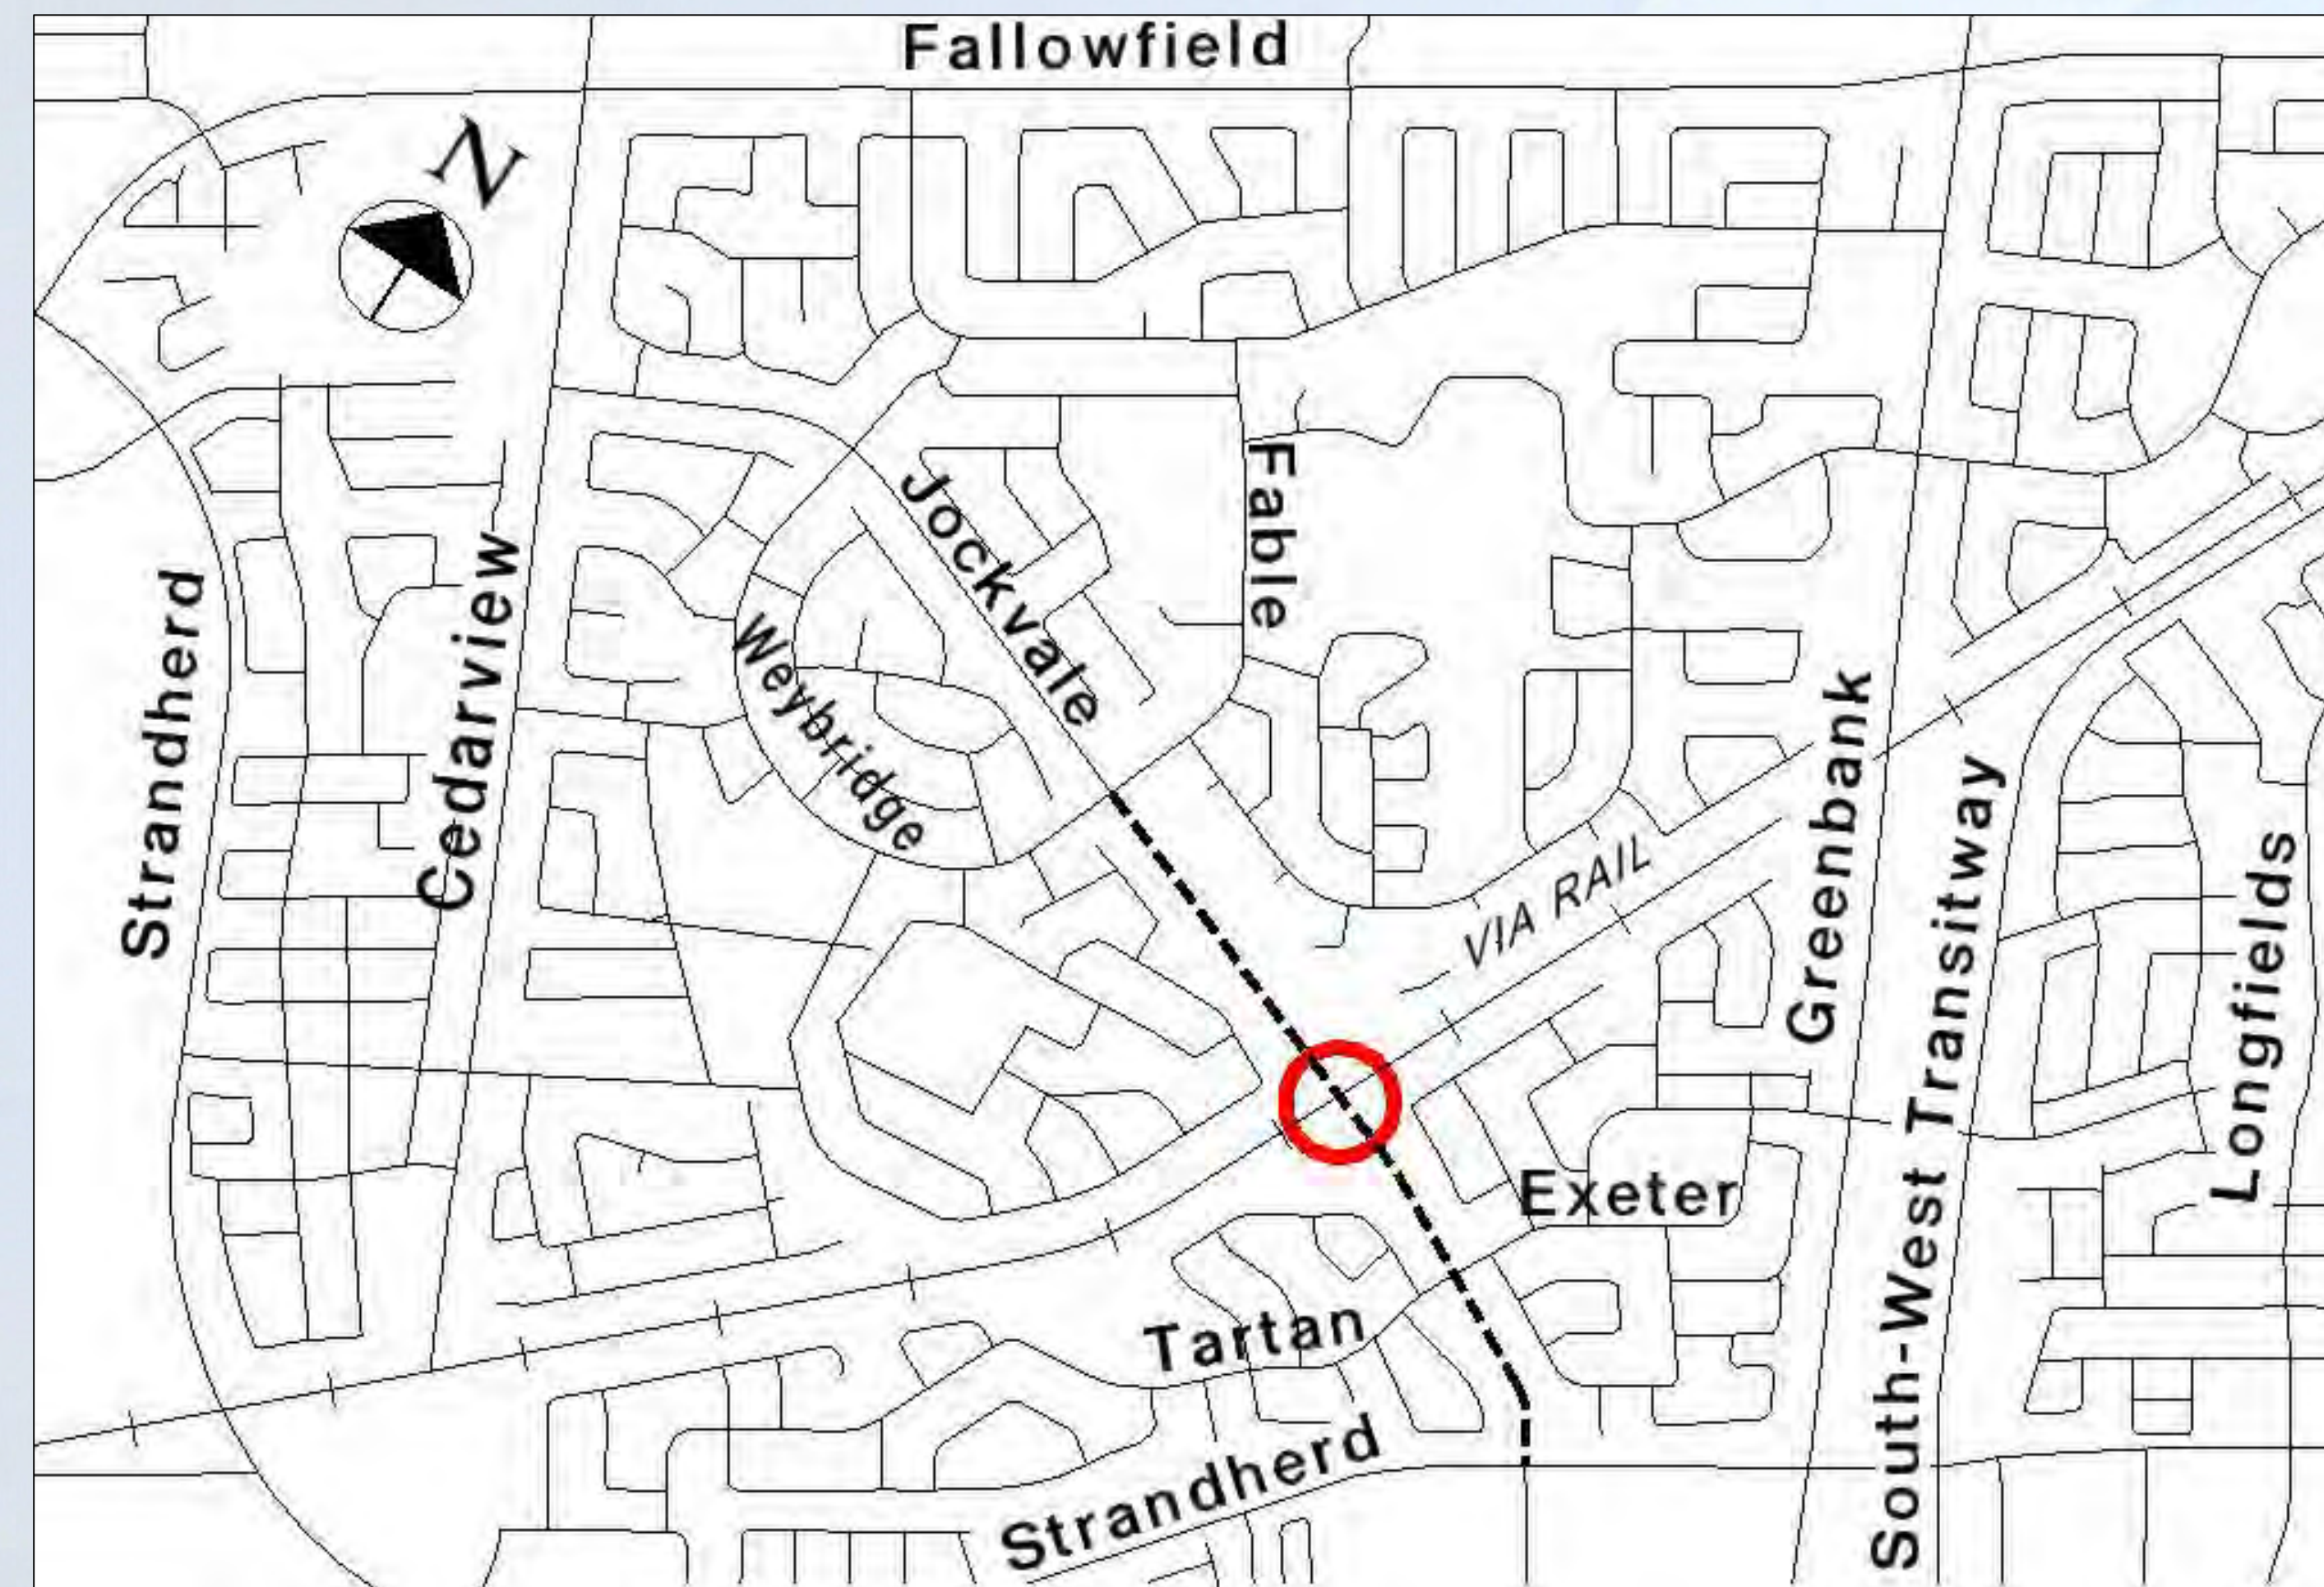 Fallowfield
N
Jockvale
Fable
Strandherd
Cedarview
Weybridge
VIA RAIL
Greenbank
South-West Transitway
Longfields
Exeter
Tartan
Strandherd